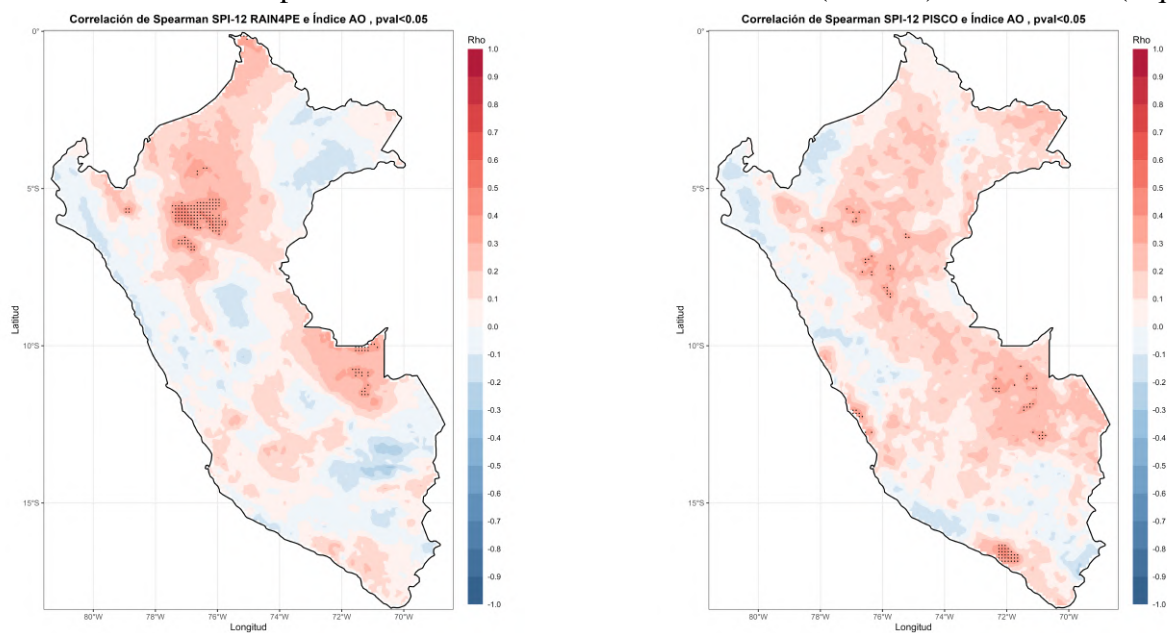 Correlación de Spearman SPI-12 RAIN4PE e Índice AO , pval<0.05
Rho
1.0
0.9
0.8
0.7
0.6
0.5
0.4
0.3
0.2
0.1
0.0
-0.1
-0.2
-0.3
-0.4
-0.5
-0.6
-0.7
-0.8
-0.9
-1.0
0°
5°S
10°S
15°S
Latitud
80°W 78°W 76°W 74°W 72°W 70°W
Longitud
Correlación de Spearman SPI-12 PISCO e Índice AO , pval<0.05
Rho
1.0
0.9
0.8
0.7
0.6
0.5
0.4
0.3
0.2
0.1
0.0
-0.1
-0.2
-0.3
-0.4
-0.5
-0.6
-0.7
-0.8
-0.9
-1.0
0°
5°S
10°S
15°S
Latitud
80°W 78°W 76°W 74°W 72°W 70°W
Longitud